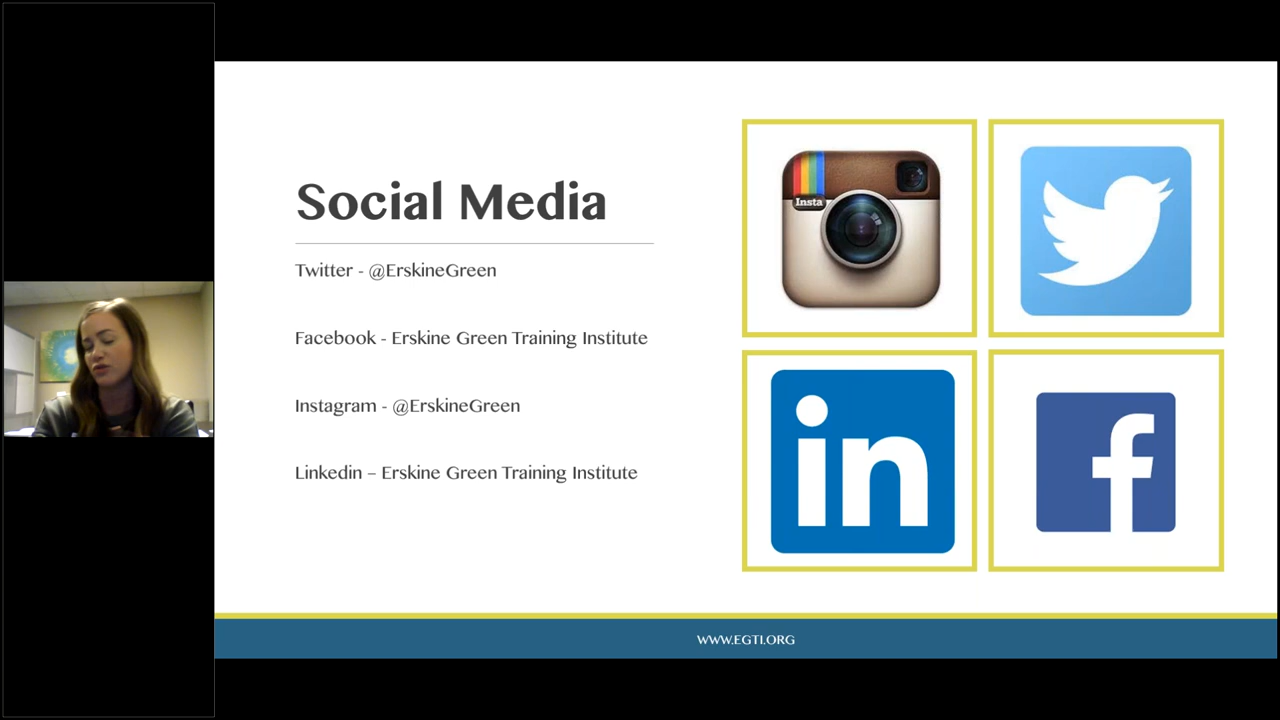 Social Media
Twitter - @ErskineGreen
Facebook - Erskine Green Training Institute
Instagram - @ErskineGreen
Linkedin – Erskine Green Training Institute
Insta
in
f
WWW.EGTI.ORG